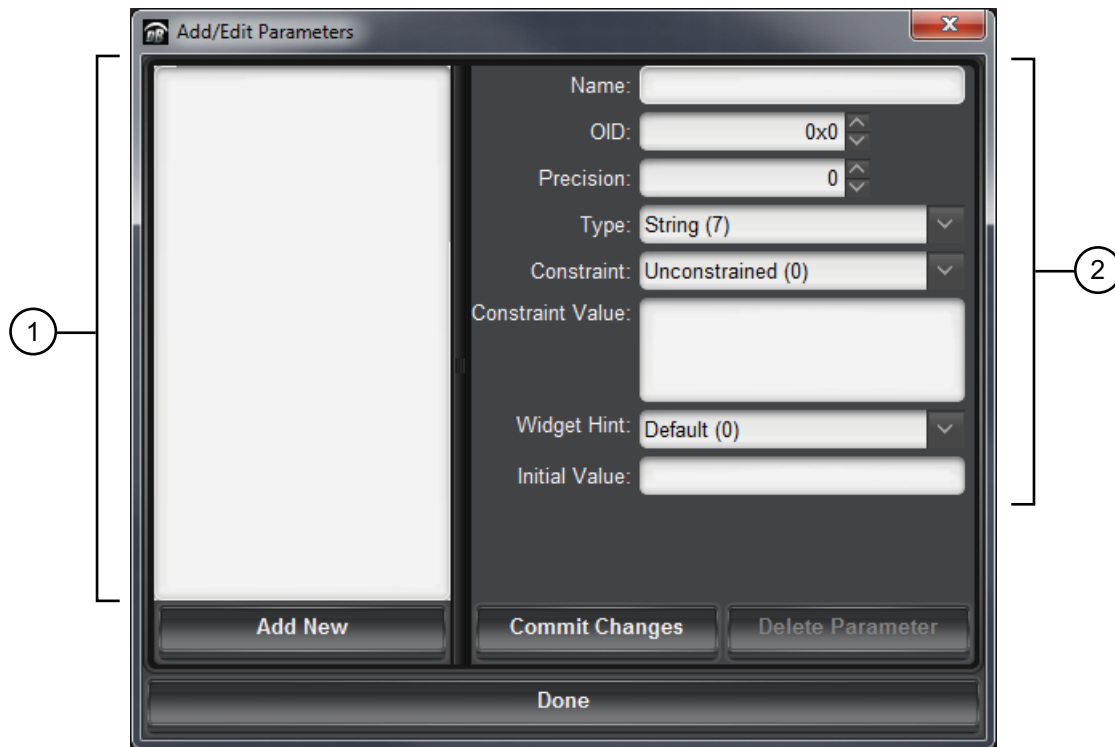 DB Add/Edit Parameters
Name:
OID: 0x0
Precision: 0
Type: String (7)
Constraint: Unconstrained (0)
Constraint Value:
Widget Hint: Default (0)
Initial Value:
Add New Commit Changes Delete Parameter
Done
1
2